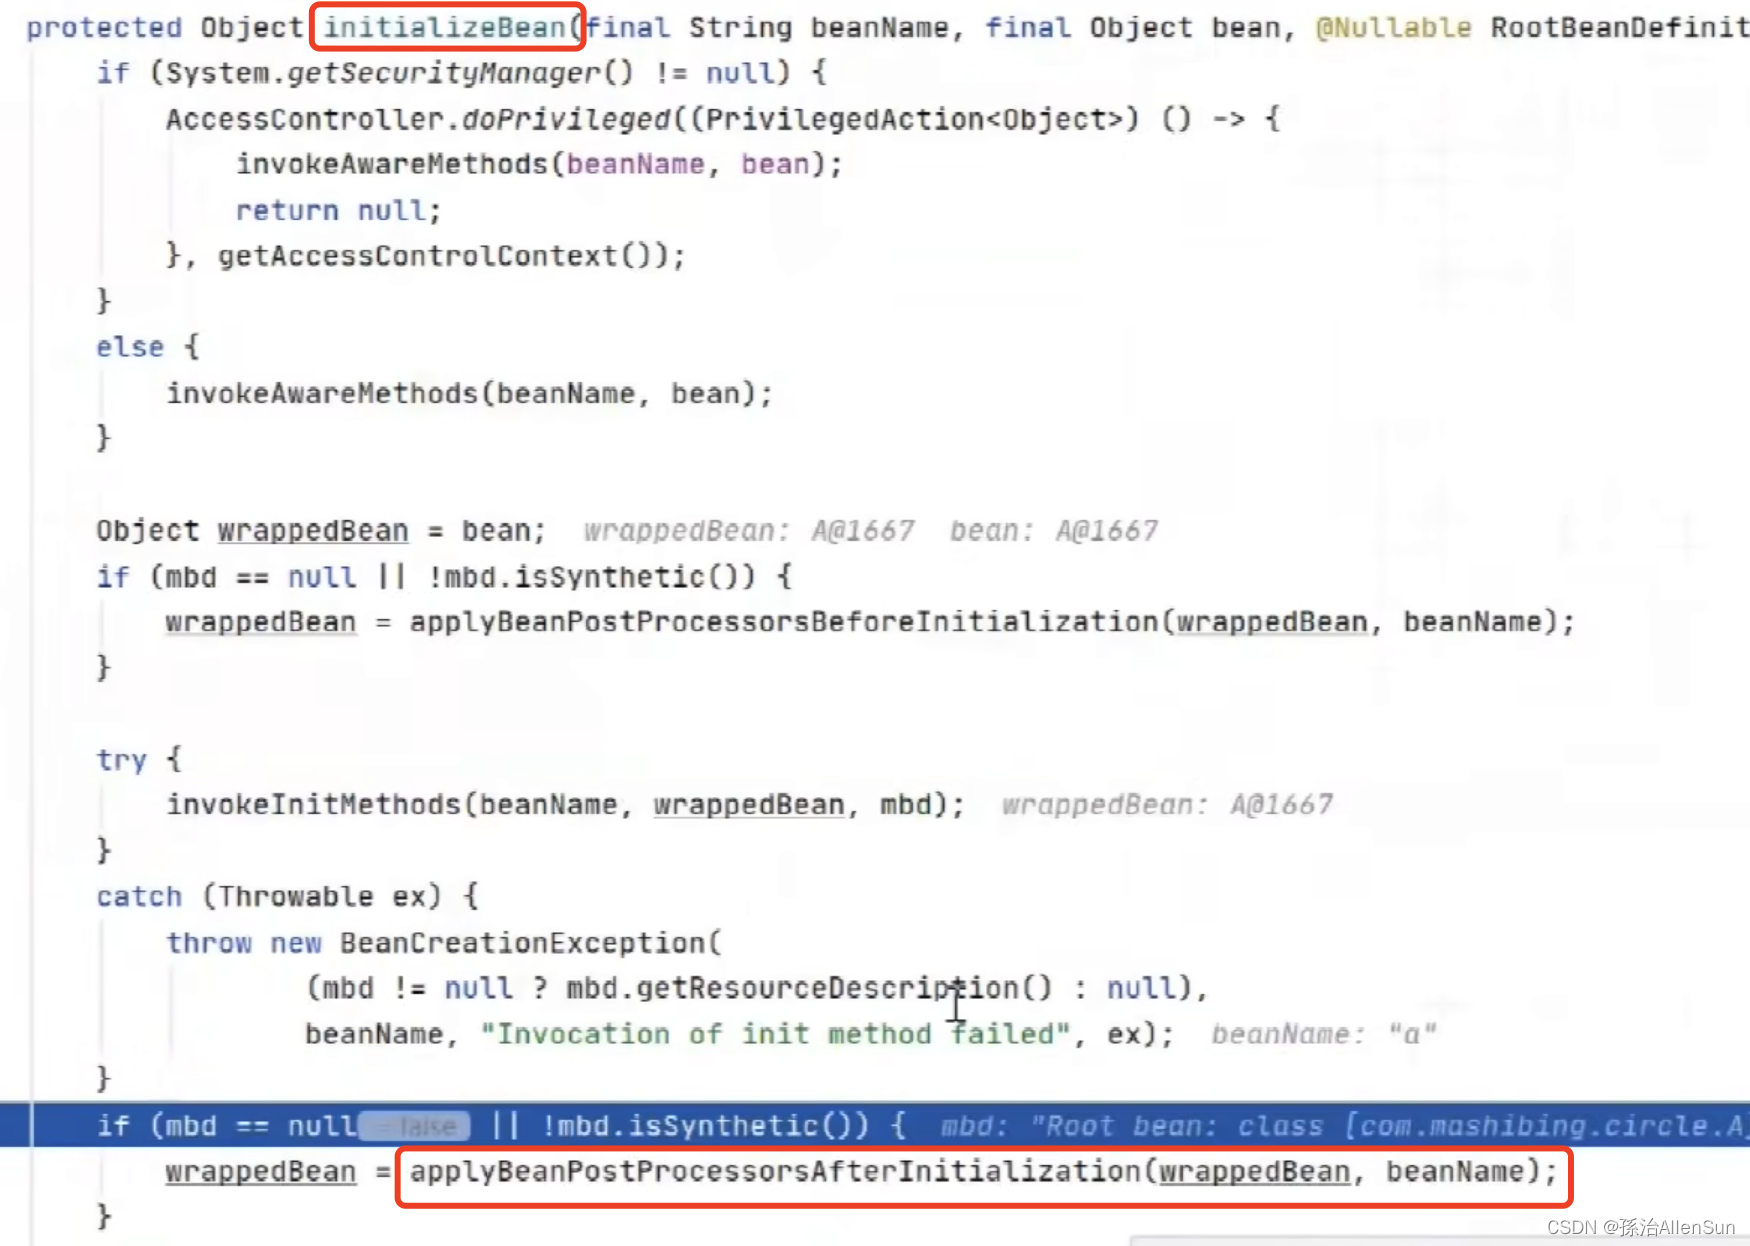 protected Object initializeBean(final String beanName, final Object bean, @Nullable RootBeanDefinit
if (System.getSecurityManager() != null) {
AccessController.doPrivileged((PrivilegedAction<Object>) () -> {
invokeAwareMethods(beanName, bean);
return null;
}, getAccessControlContext());
}
else {
invokeAwareMethods(beanName, bean);
}
Object wrappedBean = bean; wrappedBean: A@1667 bean: A@1667
if (mbd == null || !mbd.isSynthetic()) {
wrappedBean = applyBeanPostProcessorsBeforeInitialization(wrappedBean, beanName);
}
try {
invokeInitMethods(beanName, wrappedBean, mbd); wrappedBean: A@1667
}
catch (Throwable ex) {
throw new BeanCreationException(
(mbd != null ? mbd.getResourceDescription() : null),
beanName, "Invocation of init method failed", ex); beanName: "a"
}
if (mbd == null = false || !mbd.isSynthetic()) { mbd: "Root bean: class [com.mashibing.circle.A]
wrappedBean = applyBeanPostProcessorsAfterInitialization(wrappedBean, beanName);
}
CSDN @孫治AllenSun